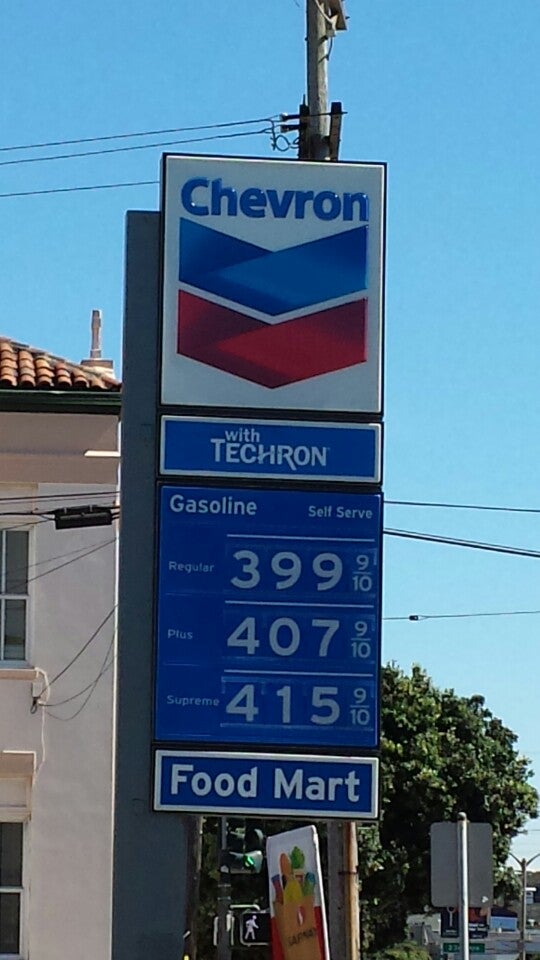 Chevron
with
TECHRON
Gasoline Self Serve
Regular 399 9/10
Plus 407 9/10
Supreme 415 9/10
Food Mart
SAFEWAY